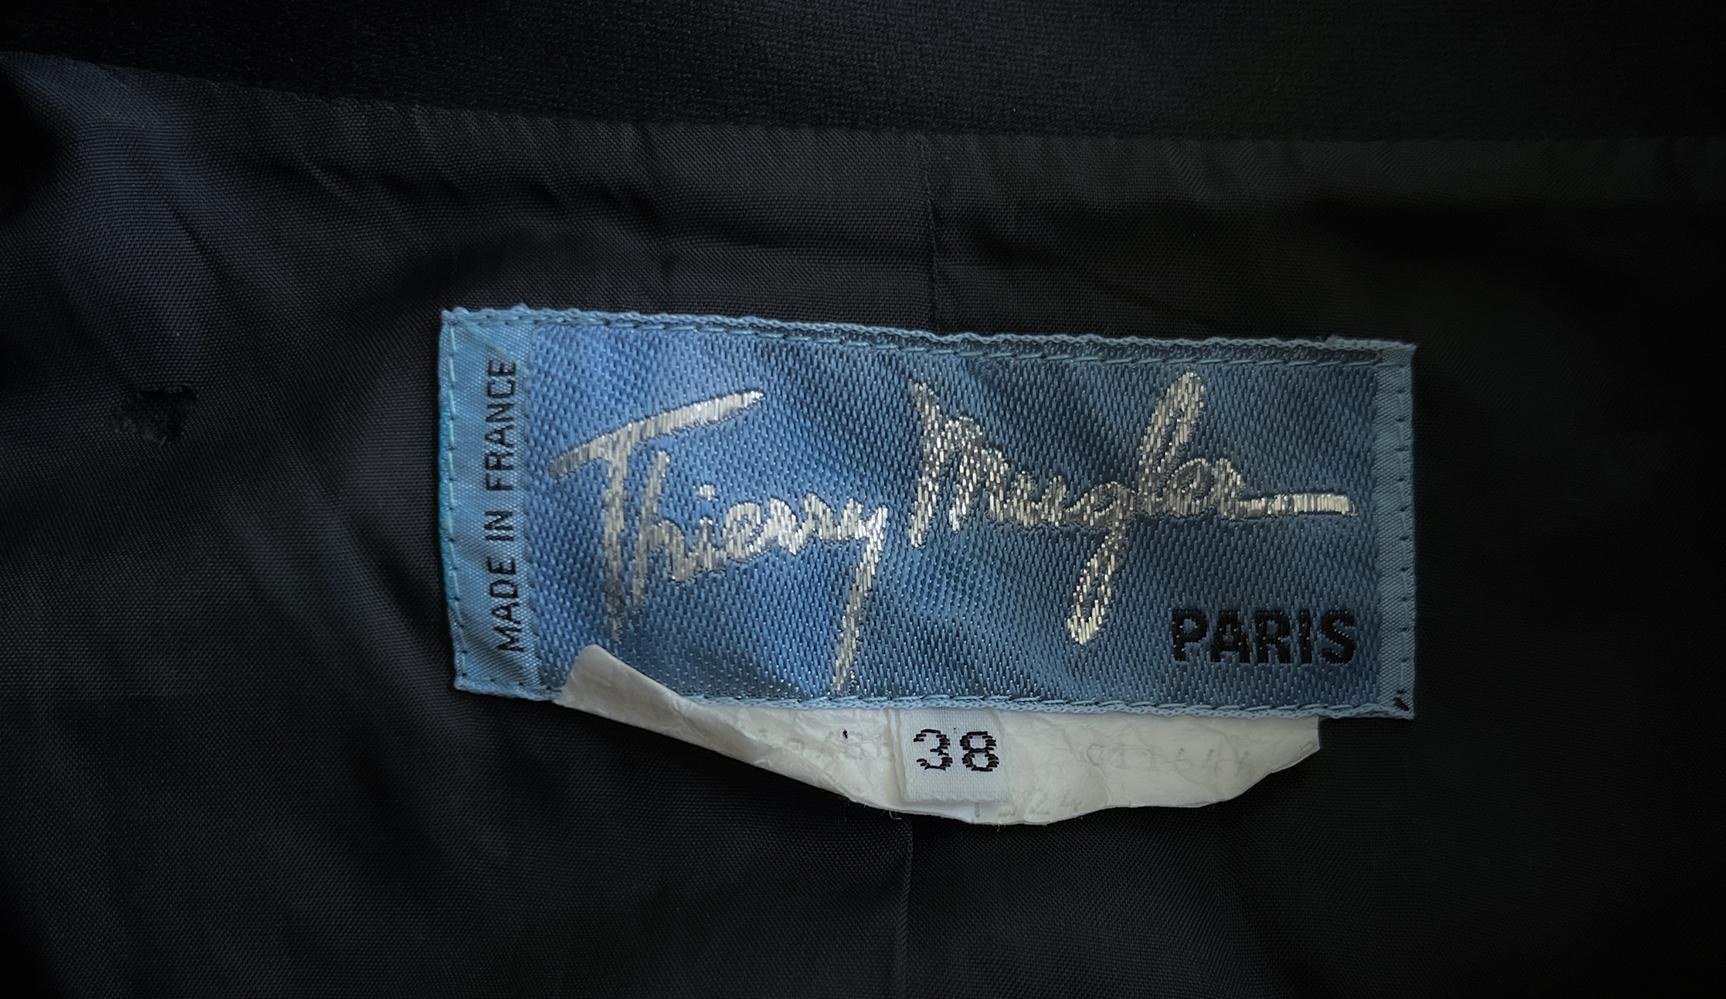 MADE IN FRANCE
Thierry Mugler
PARIS
38